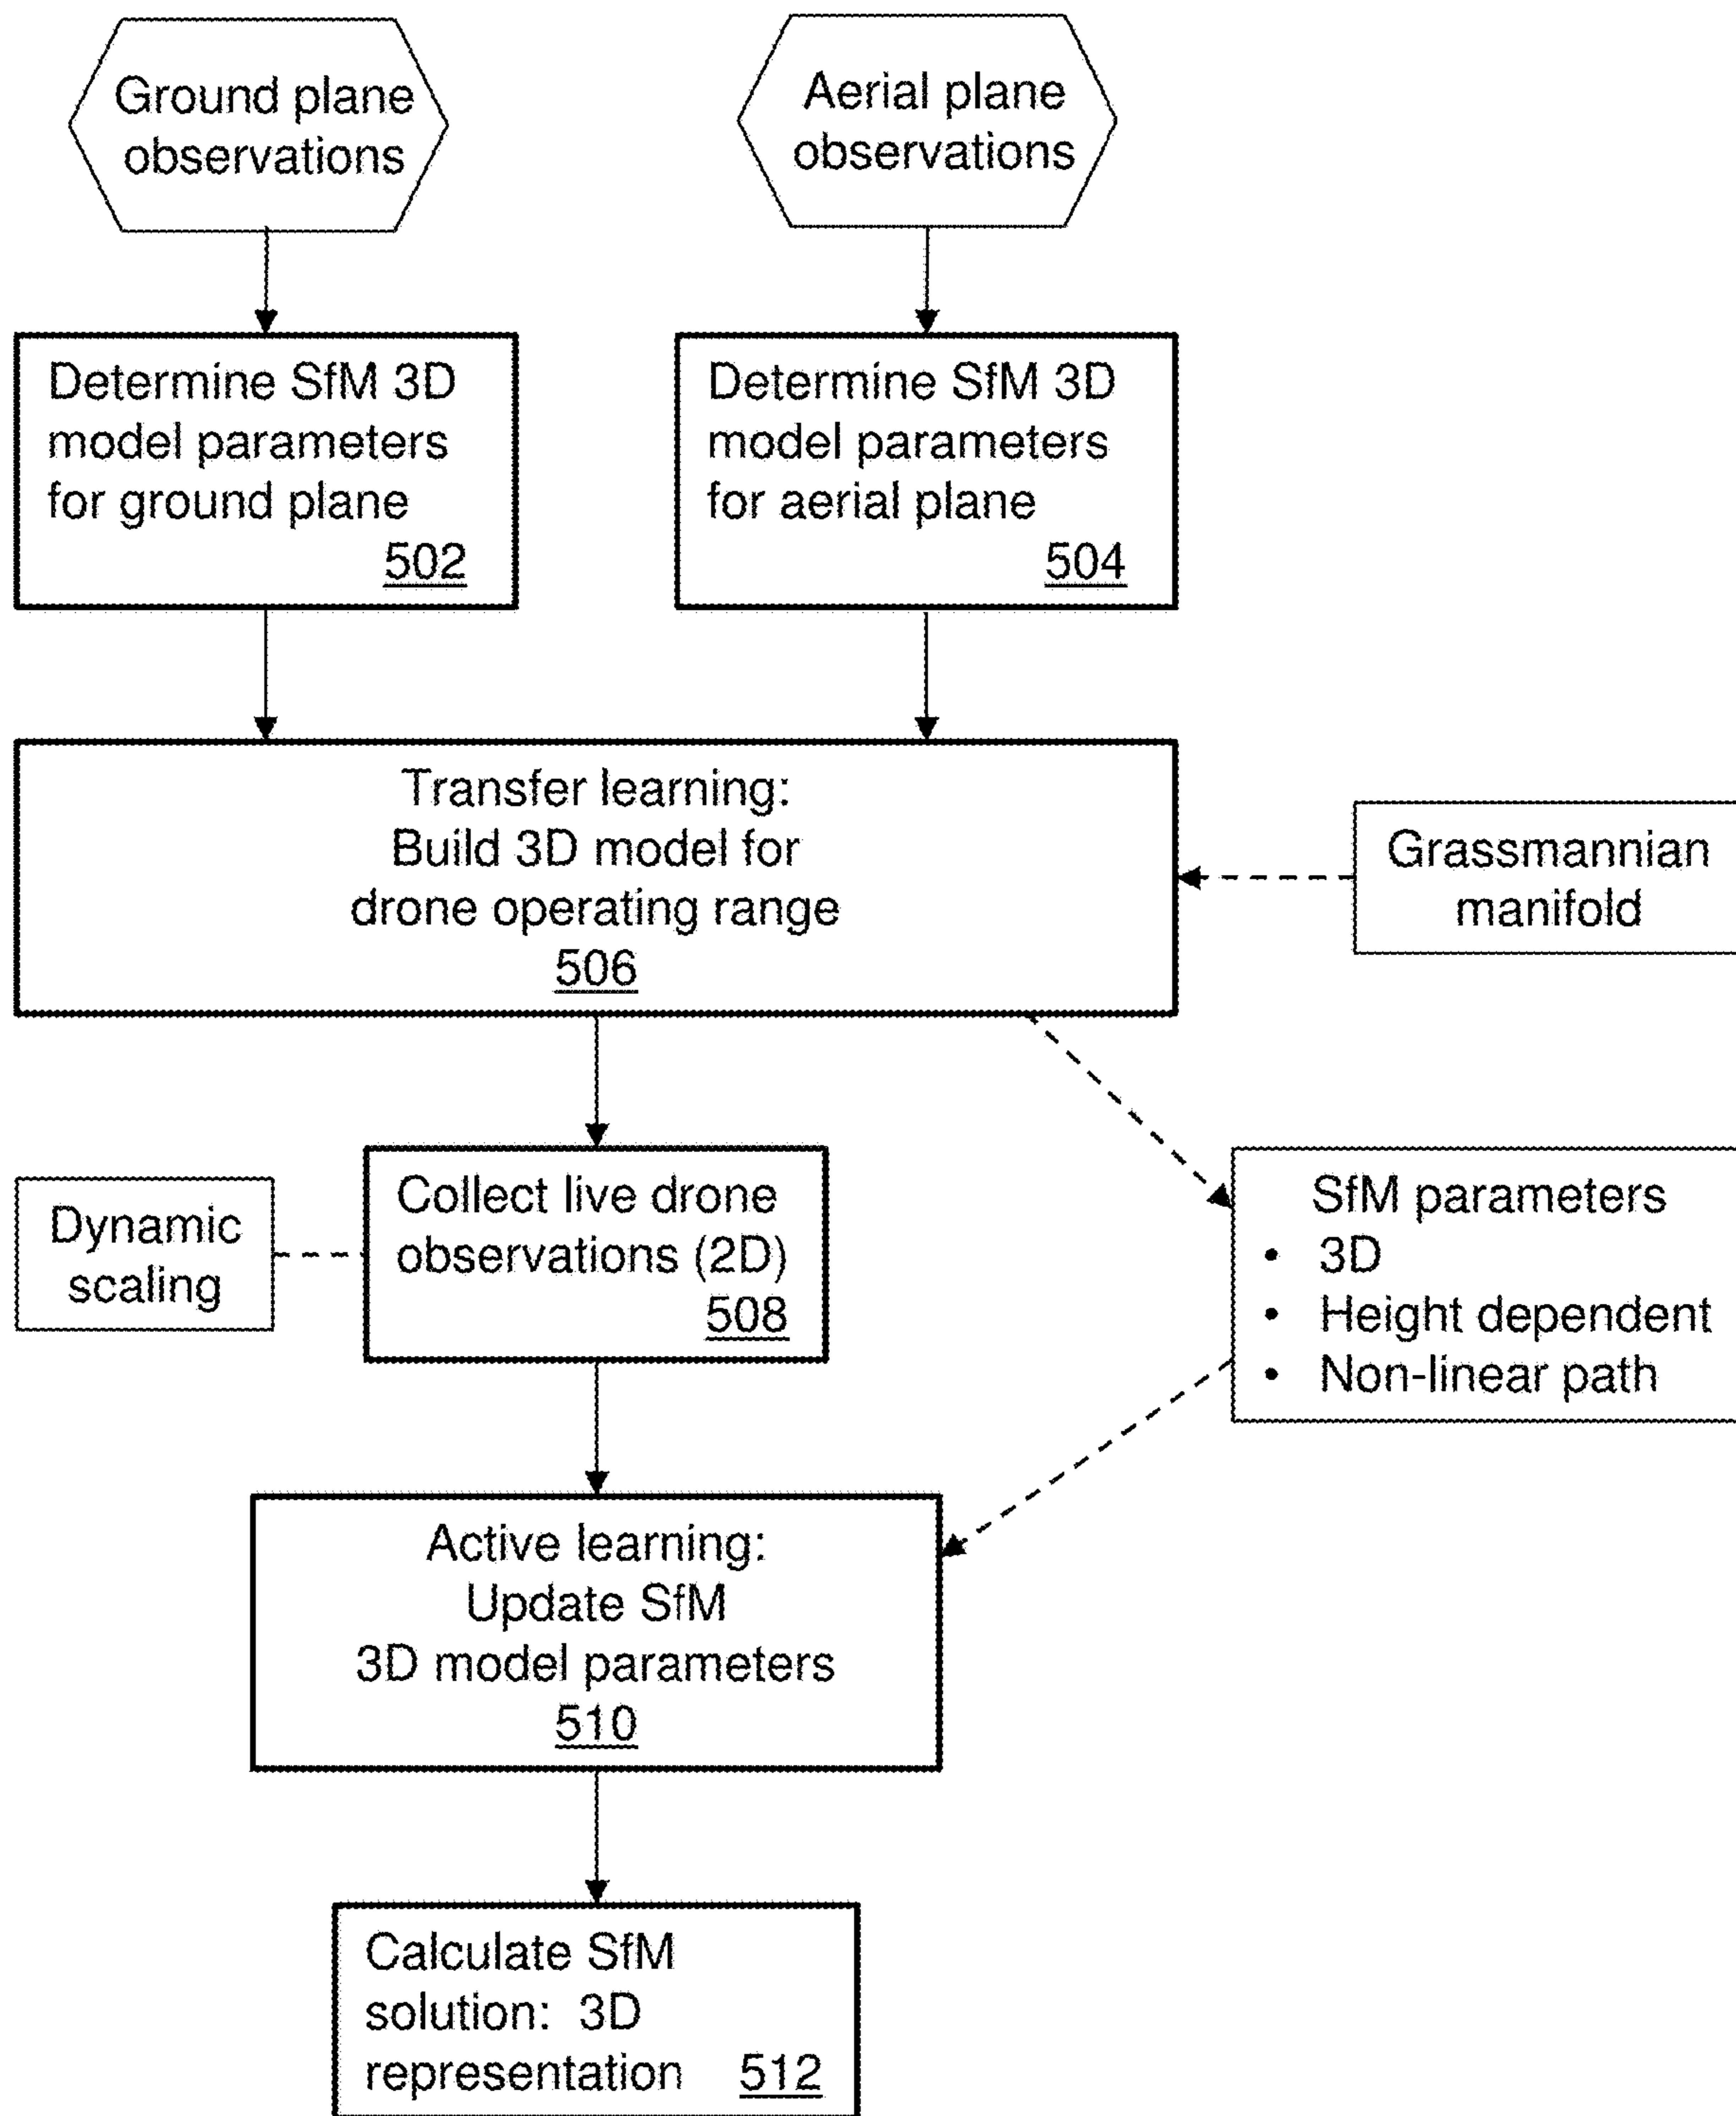 Ground plane
observations
Aerial plane
observations
Determine SfM 3D
model parameters
for ground plane
502
Determine SfM 3D
model parameters
for aerial plane
504
Transfer learning:
Build 3D model for
drone operating range
506
Grassmannian
manifold
Dynamic
scaling
Collect live drone
observations (2D)
508
SfM parameters
• 3D
• Height dependent
• Non-linear path
Active learning:
Update SfM
3D model parameters
510
Calculate SfM
solution: 3D
representation 512